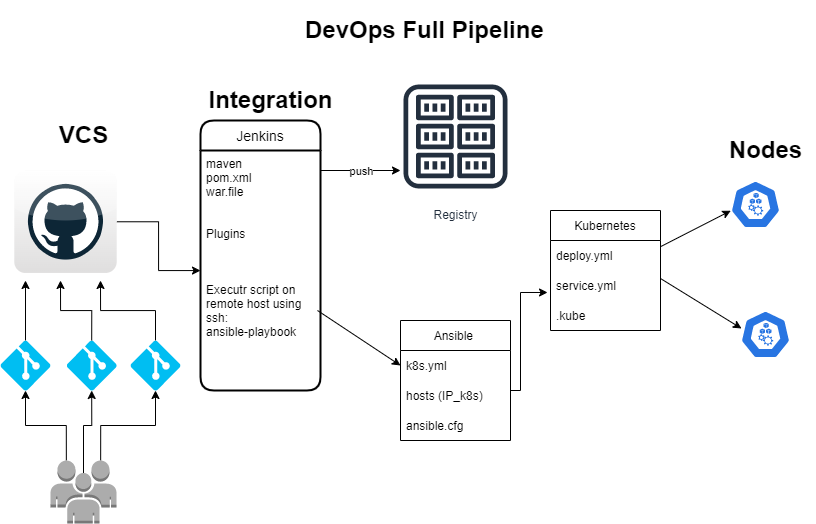 DevOps Full Pipeline
VCS
Integration
Jenkins
maven
pom.xml
war.file
Plugins
Executr script on
remote host using
ssh:
ansible-playbook
push
Registry
Ansible
k8s.yml
hosts (IP_k8s)
ansible.cfg
Kubernetes
deploy.yml
service.yml
.kube
Nodes